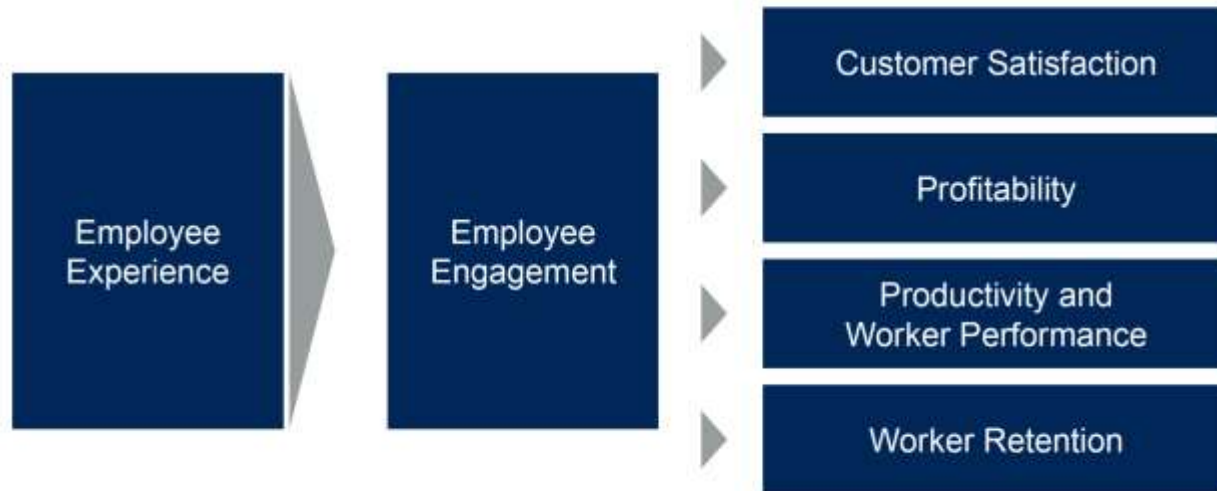 Employee
Experience
Employee
Engagement
Customer Satisfaction
Profitability
Productivity and
Worker Performance
Worker Retention